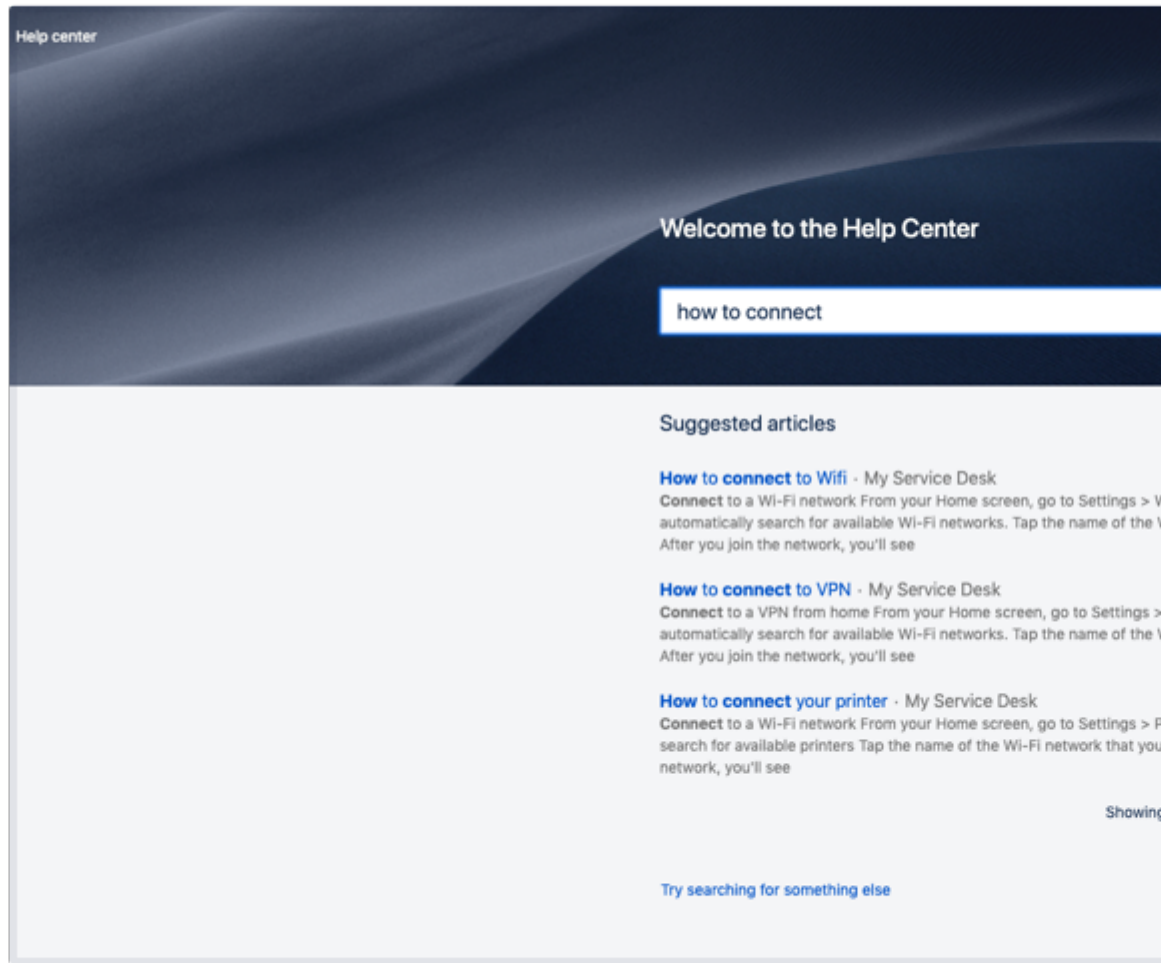 Help center
Welcome to the Help Center
how to connect
Suggested articles
How to connect to Wifi · My Service Desk
Connect to a Wi-Fi network From your Home screen, go to Settings >
automatically search for available Wi-Fi networks. Tap the name of the
After you join the network, you'll see
How to connect to VPN · My Service Desk
Connect to a VPN from home From your Home screen, go to Settings >
automatically search for available Wi-Fi networks. Tap the name of the
After you join the network, you'll see
How to connect your printer · My Service Desk
Connect to a Wi-Fi network From your Home screen, go to Settings > P
search for available printers Tap the name of the Wi-Fi network that you
network, you'll see
Showing
Try searching for something else